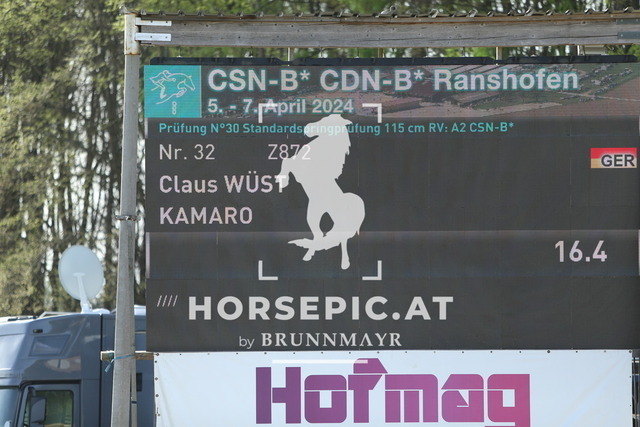 CSN-B* CDN-B* Ranshofen
5. - 7. April 2024
Prüfung N°30 Standardspringprüfung 115 cm RV: A2 CSN-B*
Nr. 32 Z872
GER
Claus WÜST
KAMARO
16.4
//// HORSEPIC.AT
by BRUNNMAYR
Hofmag